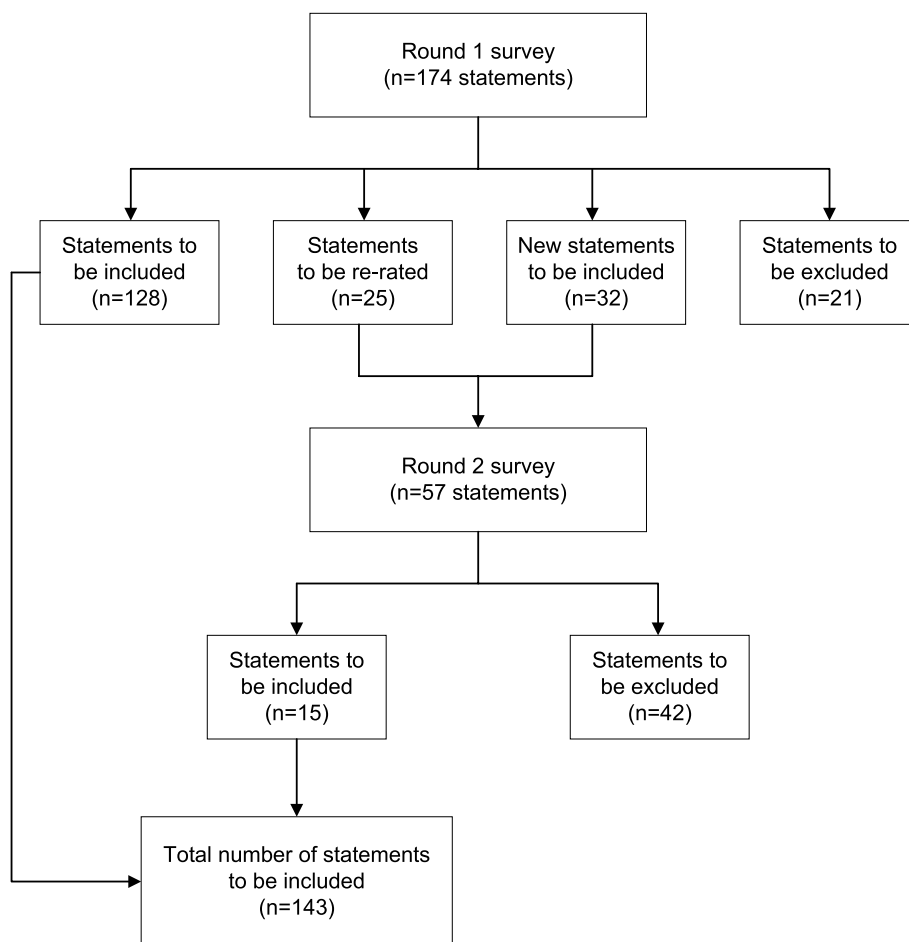 Round 1 survey
(n=174 statements)
Statements to
be included
(n=128)
Statements
to be re-rated
(n=25)
New statements
to be included
(n=32)
Statements to
be excluded
(n=21)
Round 2 survey
(n=57 statements)
Statements to
be included
(n=15)
Statements to
be excluded
(n=42)
Total number of statements
to be included
(n=143)